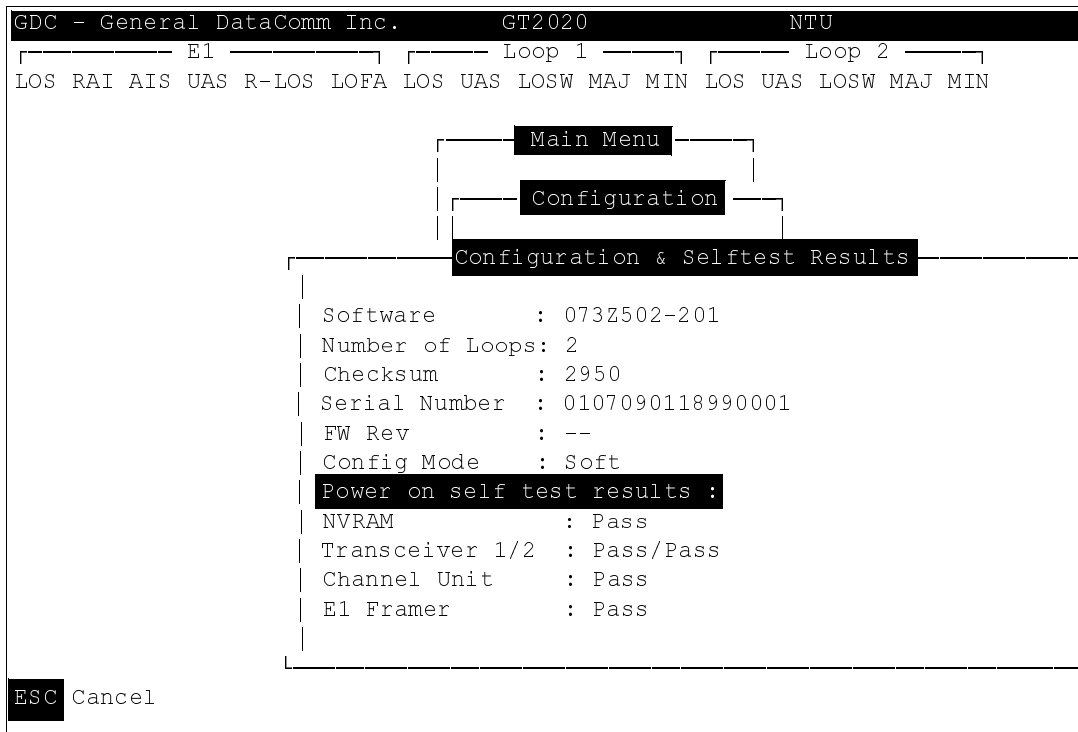 GDC - General DataComm Inc. GT2020 NTU
E1 Loop 1 Loop 2
LOS RAI AIS UAS R-LOS LOFA LOS UAS LOSW MAJ MIN LOS UAS LOSW MAJ MIN
Main Menu
Configuration
Configuration & Selftest Results
Software : 073Z502-201
Number of Loops: 2
Checksum : 2950
Serial Number : 0107090118990001
FW Rev : --
Config Mode : Soft
Power on self test results :
NVRAM : Pass
Transceiver 1/2 : Pass/Pass
Channel Unit : Pass
E1 Framer : Pass
ESC Cancel